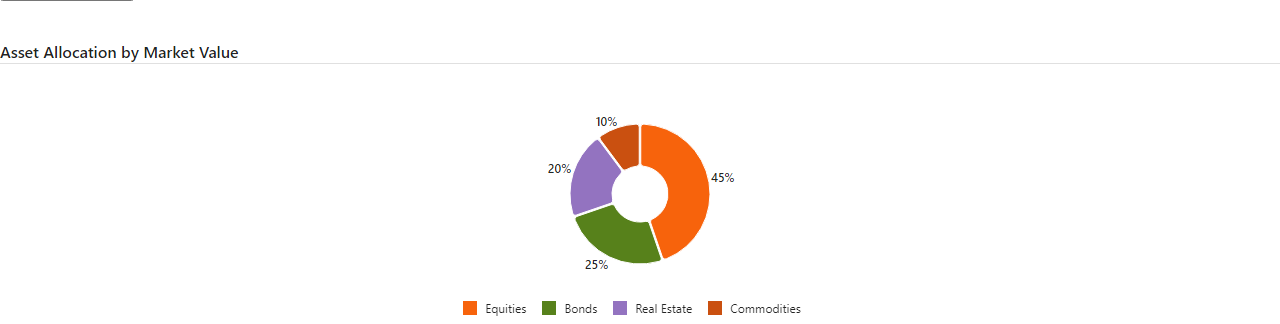 Asset Allocation by Market Value
10%
20%
45%
25%
Equities Bonds Real Estate Commodities